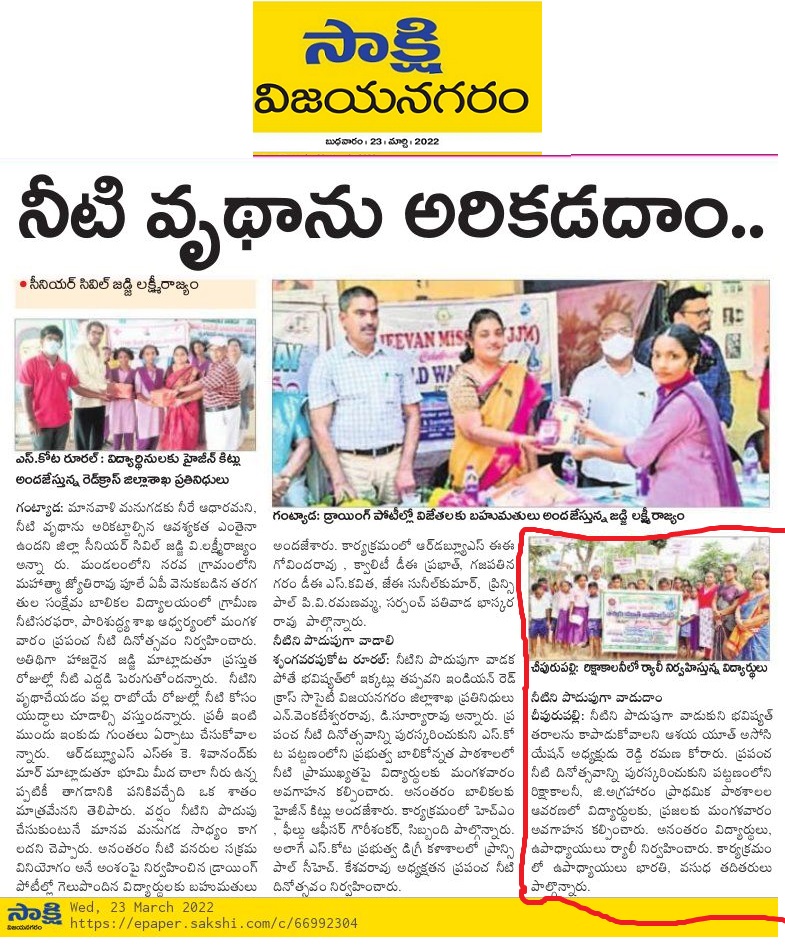 సాక్షి
విజయనగరం
బుధవారం 23 మార్చి 2022
నీటి వృథాను అరికడదాం..
• సీనియర్ సివిల్ జడ్జి లక్ష్మీరాజ్యం
ఎస్.కోట రూరల్ : విద్యార్థినులకు హైజీన్ కిట్లు
అందజేస్తున్న రెడ్‌క్రాస్ జిల్లాశాఖ ప్రతినిధులు
గంట్యాడ: మానవాళి మనుగడకు నీరే ఆధారమని,
నీటి వృథాను అరికట్టాల్సిన ఆవశ్యకత ఎంతైనా
ఉందని జిల్లా సీనియర్ సివిల్ జడ్జి వి.లక్ష్మీరాజ్యం
అన్నా రు. మండలంలోని నరవ గ్రామంలోని
మహాత్మా జ్యోతిరావు పూలే ఏపీ వెనుకబడిన తరగ
తుల సంక్షేమ బాలికల విద్యాలయంలో గ్రామీణ
నీటిసరఫరా, పారిశుద్ధ్య శాఖ ఆధ్వర్యంలో మంగళ
వారం ప్రపంచ నీటి దినోత్సవం నిర్వహించారు.
అతిథిగా హాజరైన జడ్జి మాట్లాడుతూ ప్రస్తుత
రోజుల్లో నీటి ఎద్దడి పెరుగుతోందన్నారు. నీటిని
వృథాచేయడం వల్ల రాబోయే రోజుల్లో నీటి కోసం
యుద్ధాలు చూడాల్సి వస్తుందన్నారు. ప్రతీ ఇంటి
ముందు ఇంకుడు గుంతలు ఏర్పాటు చేసుకోవాల
న్నారు. ఆర్‌డబ్ల్యూఎస్ ఎస్ఈ కె. శివానంద్‌కు
మార్ మాట్లాడుతూ భూమి మీద చాలా నీరు ఉన్న
ప్పటికీ తాగడానికి పనికివచ్చేది ఒక శాతం
మాత్రమేనని తెలిపారు. వర్షం నీటిని పొదుపు
చేసుకుంటునే మానవ మనుగడ సాధ్యం కాగ
లదని చెప్పారు. అనంతరం నీటి వనరుల సక్రమ
వినియోగం అనే అంశంపై నిర్వహించిన డ్రాయింగ్
పోటీల్లో గెలుపొందిన విద్యార్థులకు బహుమతులు
JEEVAN MISSION (JJM)
గంట్యాడ: డ్రాయింగ్ పోటీల్లో విజేతలకు బహుమతులు అందజేస్తున్న జడ్జి లక్ష్మీరాజ్యం
అందజేశారు. కార్యక్రమంలో ఆర్‌డబ్ల్యూఎస్ ఈఈ
గోవిందరావు , క్వాలిటీ డీఈ ప్రభాత్, గజపతిన
గరం డీఈ ఎస్.కవిత, జేఈ సునీల్‌కుమార్, ప్రిన్సి
పాల్ పి.వి.రమణమ్మ, సర్పంచ్ పతివాడ భాస్కర
రావు పాల్గొన్నారు.
నీటిని పొదుపుగా వాడాలి
శృంగవరపుకోట రూరల్: నీటిని పొదుపుగా వాడక
పోతే భవిష్యత్‌లో ఇక్కట్లు తప్పవని ఇండియన్ రెడ్
క్రాస్ సొసైటీ విజయనగరం జిల్లాశాఖ ప్రతినిధులు
ఎన్.వెంకటేశ్వరరావు, డి.సూర్యారావు అన్నారు. ప్ర
పంచ నీటి దినోత్సవాన్ని పురస్కరించుకుని ఎస్.కో
ట పట్టణంలోని ప్రభుత్వ బాలికోన్నత పాఠశాలలో
నీటి ప్రాముఖ్యతపై విద్యార్థులకు మంగళవారం
అవగాహన కల్పించారు. అనంతరం బాలికలకు
హైజీన్ కిట్లు అందజేశారు. కార్యక్రమంలో హెచ్ఎం
, ఫీల్డు ఆఫీసర్ గౌరీశంకర్, సిబ్బంది పాల్గొన్నారు.
అలాగే ఎస్.కోట ప్రభుత్వ డిగ్రీ కళాశాలలో ప్రిన్సి
పాల్ సీహెచ్. కేశవరావు అధ్యక్షతన ప్రపంచ నీటి
దినోత్సవం నిర్వహించారు.
చీపురుపల్లి: రిక్షాకాలనీలో ర్యాలీ నిర్వహిస్తున్న విద్యార్థులు
నీటిని పొదుపుగా వాడుదాం
చీపురుపల్లి: నీటిని పొదుపుగా వాడుకుని భవిష్యత్
తరాలను కాపాడుకోవాలని ఆశయ యూత్ అసోసి
యేషన్ అధ్యక్షుడు రెడ్డి రమణ కోరారు. ప్రపంచ
నీటి దినోత్సవాన్ని పురస్కరించుకుని పట్టణంలోని
రిక్షాకాలనీ, జి.అగ్రహారం ప్రాథమిక పాఠశాలల
ఆవరణలో విద్యార్థులకు, ప్రజలకు మంగళవారం
అవగాహన కల్పించారు. అనంతరం విద్యార్థులు,
ఉపాధ్యాయులు ర్యాలీ నిర్వహించారు. కార్యక్రమం
లో ఉపాధ్యాయులు భారతి, వసుధ తదితరులు
పాల్గొన్నారు.
సాక్షి
విజయనగరం
Wed, 23 March 2022
https://epaper.sakshi.com/c/66992304